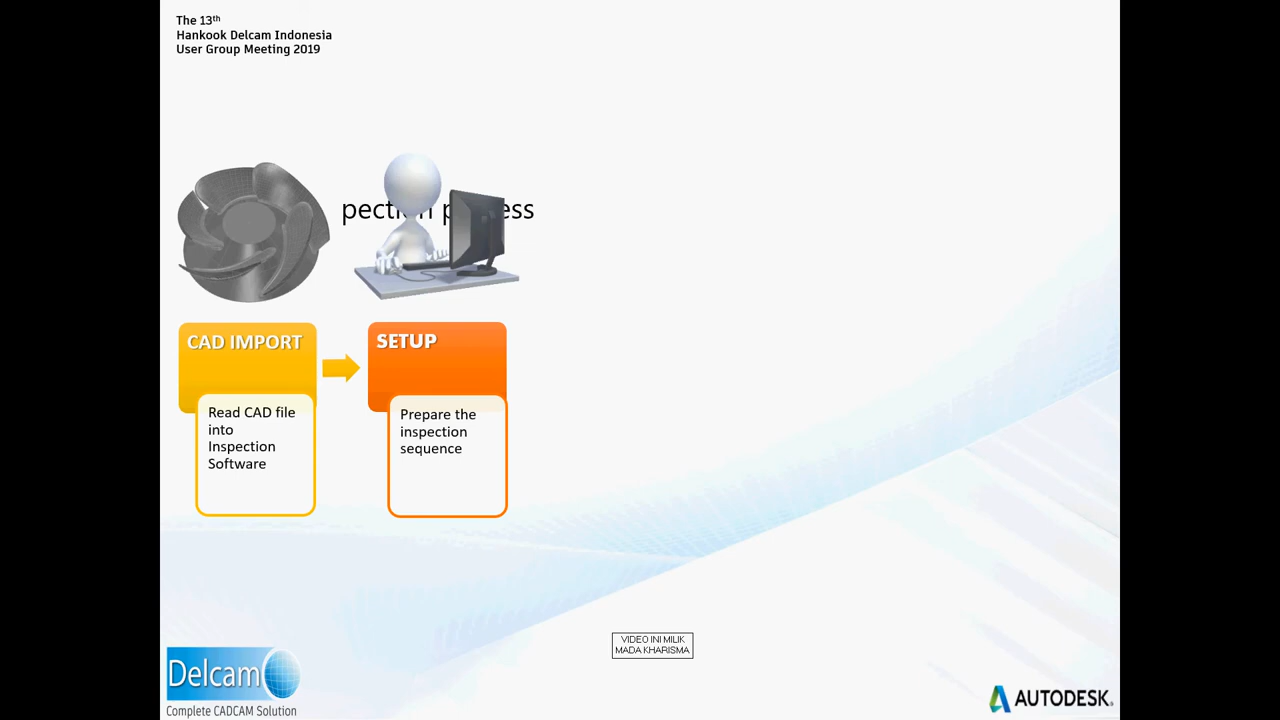 The 13th
Hankook Delcam Indonesia
User Group Meeting 2019
CAD IMPORT
SETUP
Read CAD file
into
Inspection
Software
Prepare the
inspection
sequence
VIDEO INI MILIK
MADA KHARISMA
Delcam
Complete CADCAM Solution
AUTODESK.